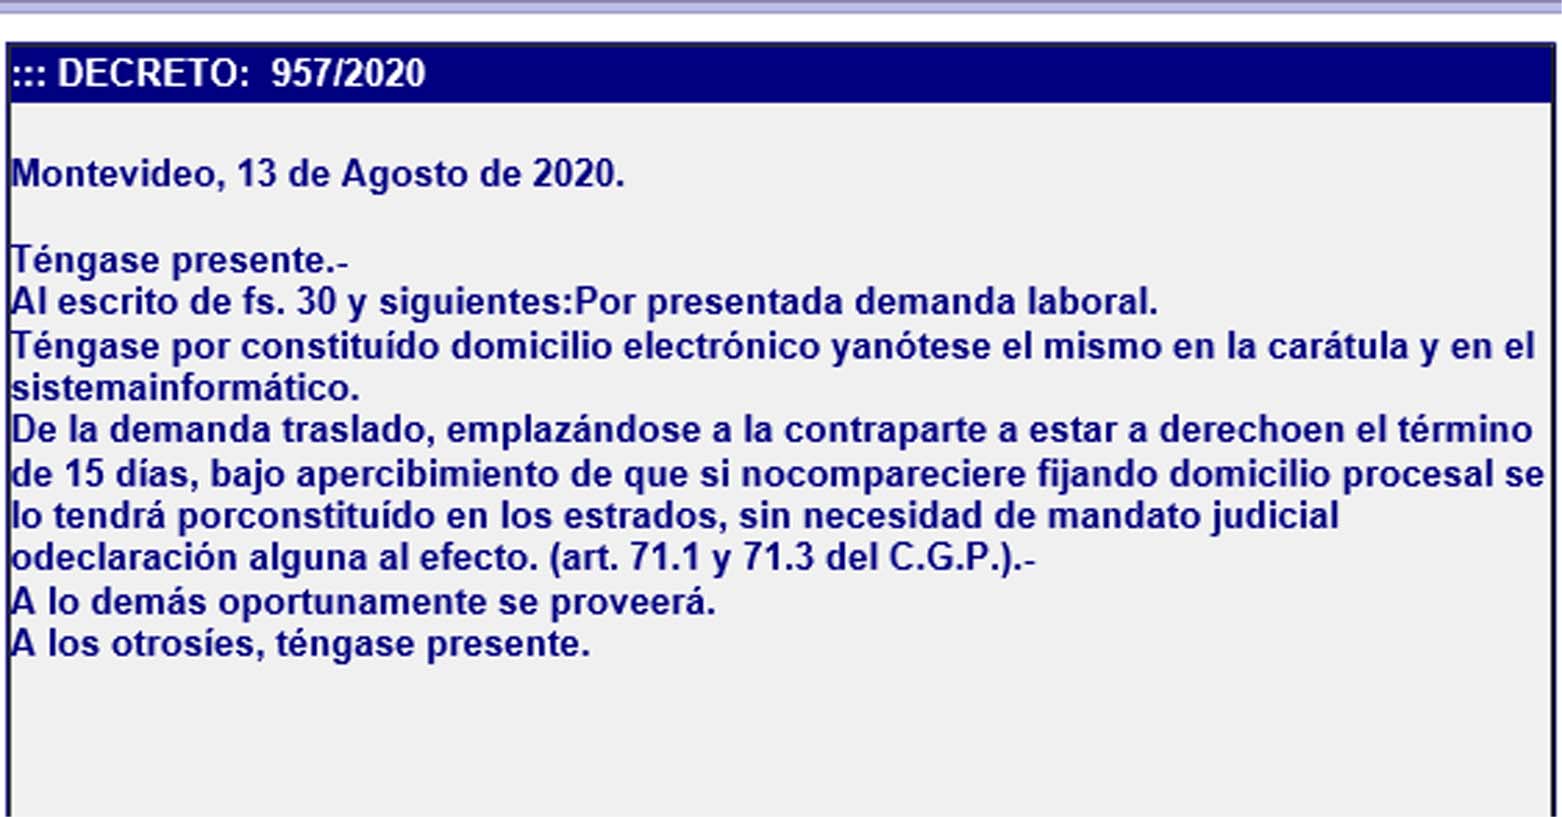 ::: DECRETO:  957/2020
Montevideo, 13 de Agosto de 2020.
Téngase presente.-
Al escrito de fs. 30 y siguientes:Por presentada demanda laboral.
Téngase por constituído domicilio electrónico yanótese el mismo en la carátula y en el
sistemainformático.
De la demanda traslado, emplazándose a la contraparte a estar a derechoen el término
de 15 días, bajo apercibimiento de que si nocompareciere fijando domicilio procesal se
lo tendrá porconstituído en los estrados, sin necesidad de mandato judicial
odeclaración alguna al efecto. (art. 71.1 y 71.3 del C.G.P.).-
A lo demás oportunamente se proveerá.
A los otrosíes, téngase presente.